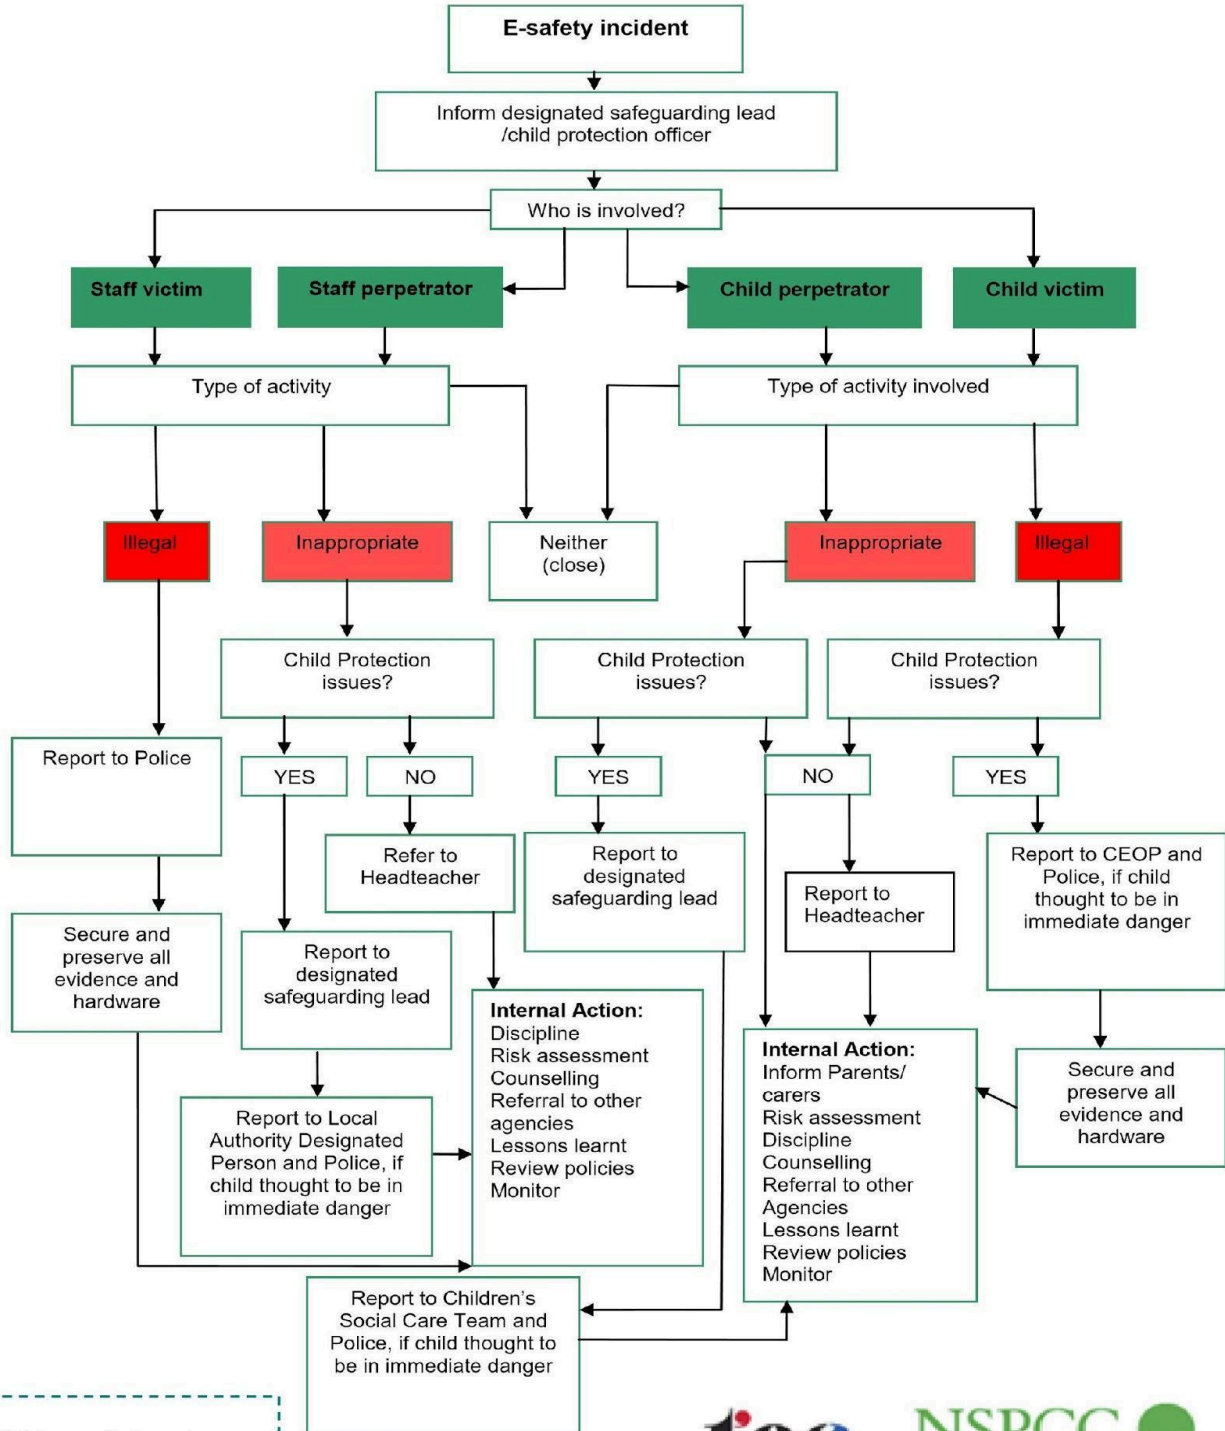 E-safety incident
Inform designated safeguarding lead
/child protection officer
Who is involved?
Staff victim
Staff perpetrator
Child perpetrator
Child victim
Type of activity
Type of activity involved
Illegal
Inappropriate
Neither
(close)
Inappropriate
Illegal
Child Protection
issues?
Child Protection
issues?
Child Protection
issues?
Report to Police
YES
NO
YES
NO
YES
Refer to
Headteacher
Report to
designated
safeguarding lead
Report to
Headteacher
Report to CEOP and
Police, if child
thought to be in
immediate danger
Secure and
preserve all
evidence and
hardware
Report to
designated
safeguarding lead
Internal Action:
Discipline
Risk assessment
Counselling
Referral to other
agencies
Lessons learnt
Review policies
Monitor
Internal Action:
Inform Parents/
carers
Risk assessment
Discipline
Counselling
Referral to other
Agencies
Lessons learnt
Review policies
Monitor
Secure and
preserve all
evidence and
hardware
Report to Local
Authority Designated
Person and Police, if
child thought to be in
immediate danger
Report to Children's
Social Care Team and
Police, if child thought to
be in immediate danger
NSPCC